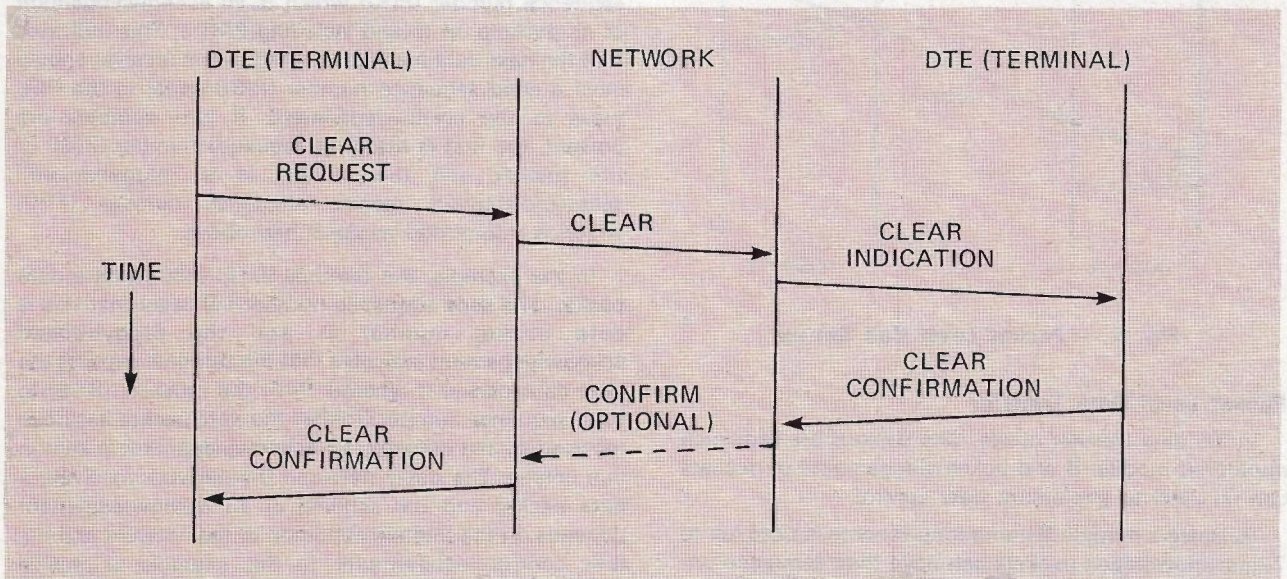 DTE (TERMINAL)
NETWORK
DTE (TERMINAL)
CLEAR
REQUEST
CLEAR
CLEAR
INDICATION
TIME
CLEAR
CONFIRMATION
CONFIRM
(OPTIONAL)
CLEAR
CONFIRMATION